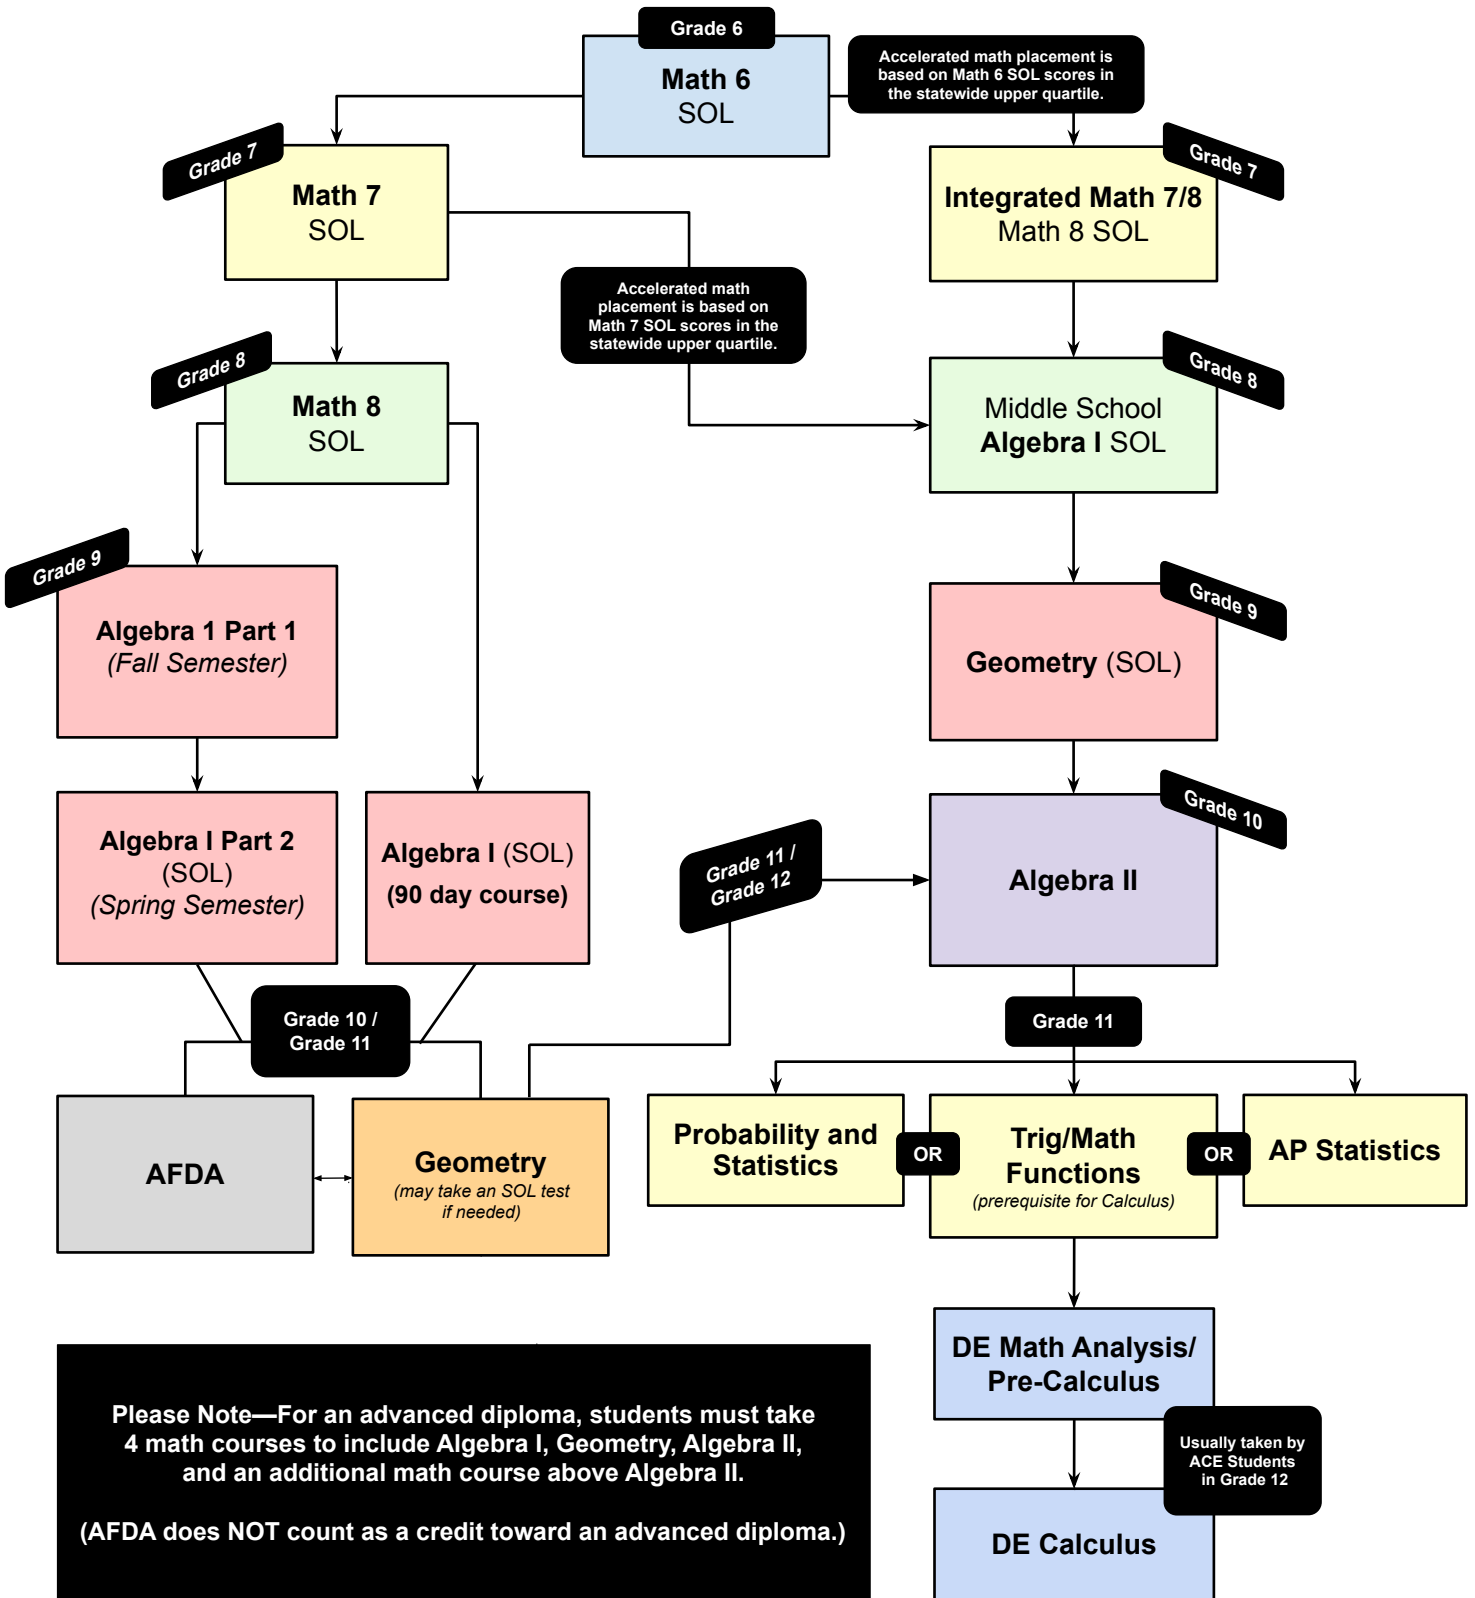 Grade 6
Math 6
SOL
Accelerated math placement is
based on Math 6 SOL scores in
the statewide upper quartile.
Grade 7
Math 7
SOL
Grade 7
Integrated Math 7/8
Math 8 SOL
Accelerated math
placement is based on
Math 7 SOL scores in the
statewide upper quartile.
Grade 8
Math 8
SOL
Grade 8
Middle School
Algebra I SOL
Grade 9
Algebra 1 Part 1
(Fall Semester)
Grade 9
Geometry (SOL)
Algebra I Part 2
(SOL)
(Spring Semester)
Algebra I (SOL)
(90 day course)
Grade 11 /
Grade 12
Grade 10
Algebra II
Grade 10 /
Grade 11
Grade 11
AFDA
Geometry
(may take an SOL test
if needed)
Probability and
Statistics
OR
Trig/Math
Functions
(prerequisite for Calculus)
OR
AP Statistics
DE Math Analysis/
Pre-Calculus
Usually taken by
ACE Students
in Grade 12
DE Calculus
Please Note—For an advanced diploma, students must take
4 math courses to include Algebra I, Geometry, Algebra II,
and an additional math course above Algebra II.
(AFDA does NOT count as a credit toward an advanced diploma.)